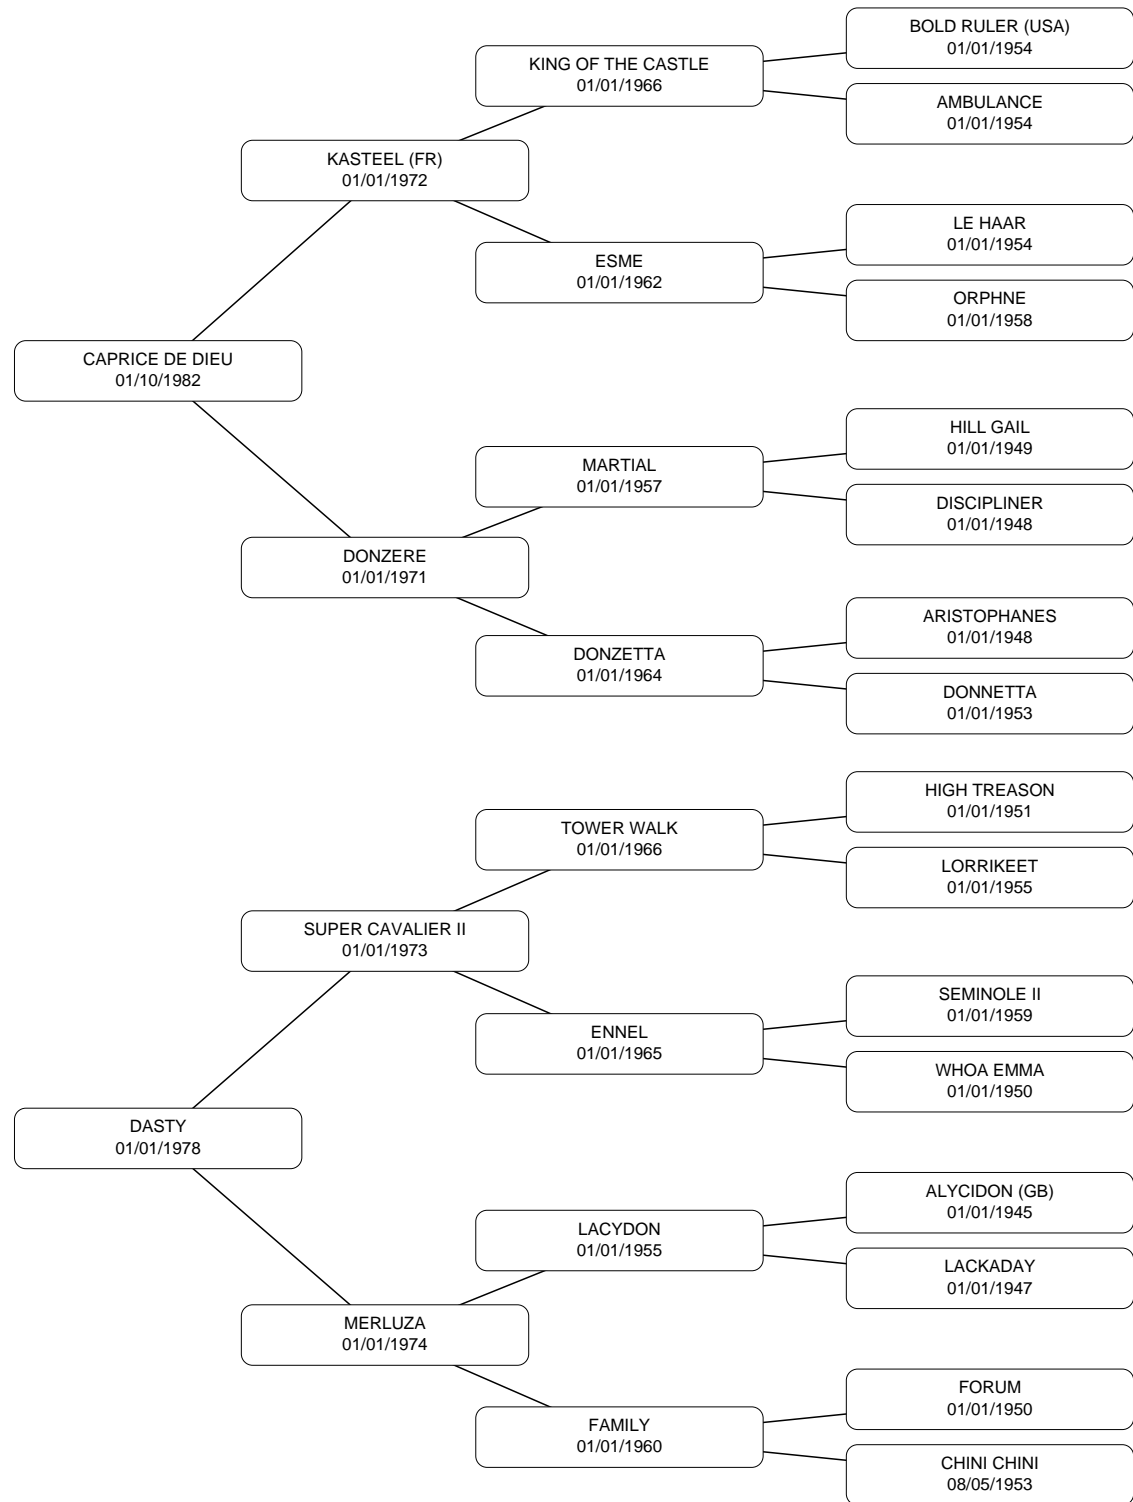 BOLD RULER (USA)
01/01/1954
KING OF THE CASTLE
01/01/1966
AMBULANCE
01/01/1954
KASTEEL (FR)
01/01/1972
LE HAAR
01/01/1954
ESME
01/01/1962
ORPHNE
01/01/1958
CAPRICE DE DIEU
01/10/1982
HILL GAIL
01/01/1949
MARTIAL
01/01/1957
DISCIPLINER
01/01/1948
DONZERE
01/01/1971
ARISTOPHANES
01/01/1948
DONZETTA
01/01/1964
DONNETTA
01/01/1953
HIGH TREASON
01/01/1951
TOWER WALK
01/01/1966
LORRIKEET
01/01/1955
SUPER CAVALIER II
01/01/1973
SEMINOLE II
01/01/1959
ENNEL
01/01/1965
WHOA EMMA
01/01/1950
DASTY
01/01/1978
ALYCIDON (GB)
01/01/1945
LACYDON
01/01/1955
LACKADAY
01/01/1947
MERLUZA
01/01/1974
FORUM
01/01/1950
FAMILY
01/01/1960
CHINI CHINI
08/05/1953